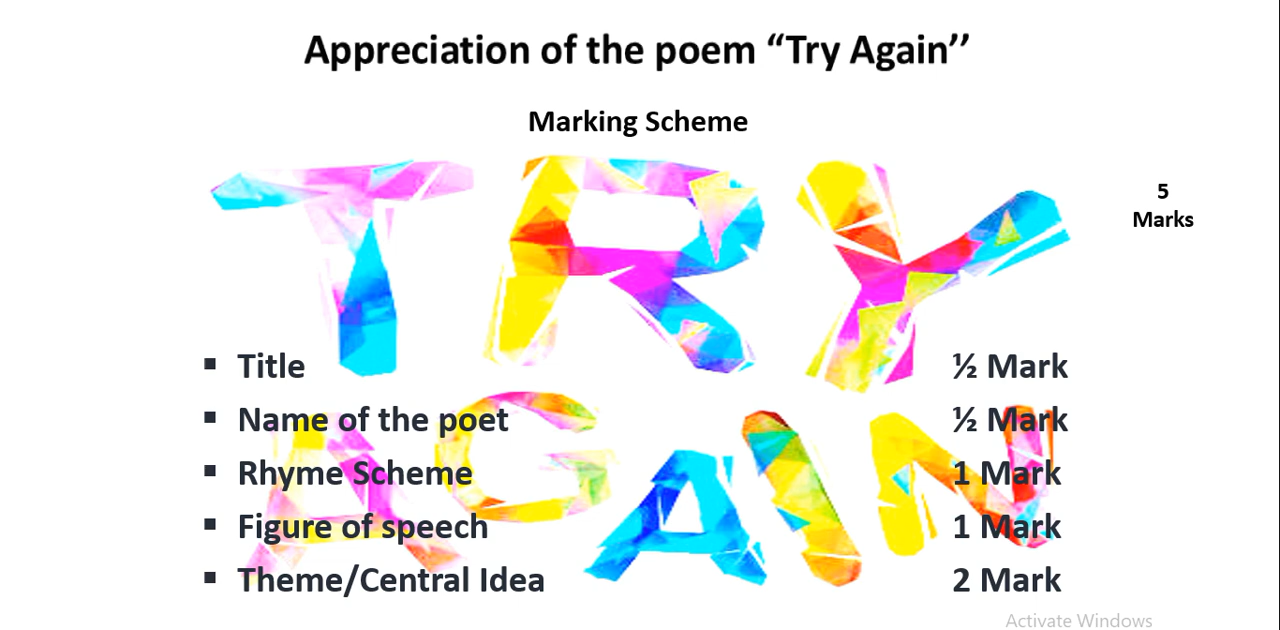 Appreciation of the poem “Try Again’’
Marking Scheme
TRY
5
Marks
▪ Title ½ Mark
▪ Name of the poet ½ Mark
▪ Rhyme Scheme 1 Mark
▪ Figure of speech 1 Mark
▪ Theme/Central Idea 2 Mark
AGAIN
Activate Windows